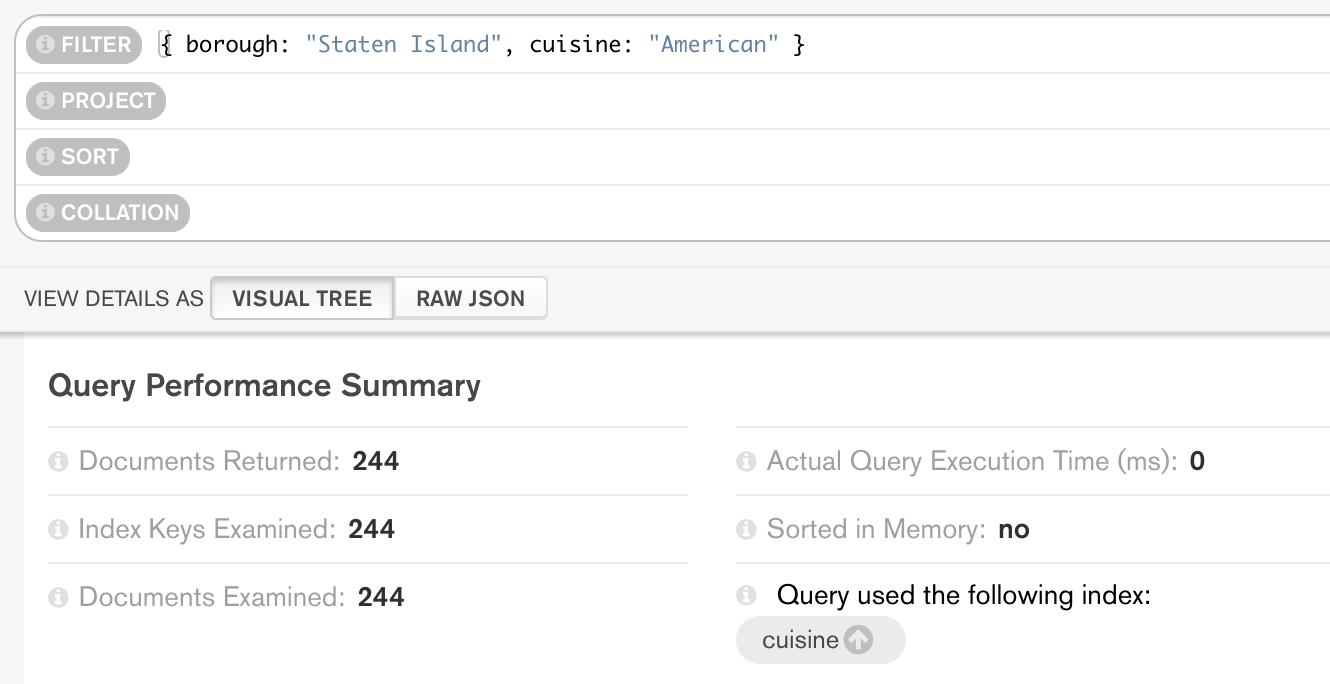 FILTER { borough: "Staten Island", cuisine: "American" }
PROJECT
SORT
COLLATION
VIEW DETAILS AS VISUAL TREE RAW JSON
Query Performance Summary
Documents Returned: 244
Index Keys Examined: 244
Documents Examined: 244
Actual Query Execution Time (ms): 0
Sorted in Memory: no
Query used the following index:
cuisine